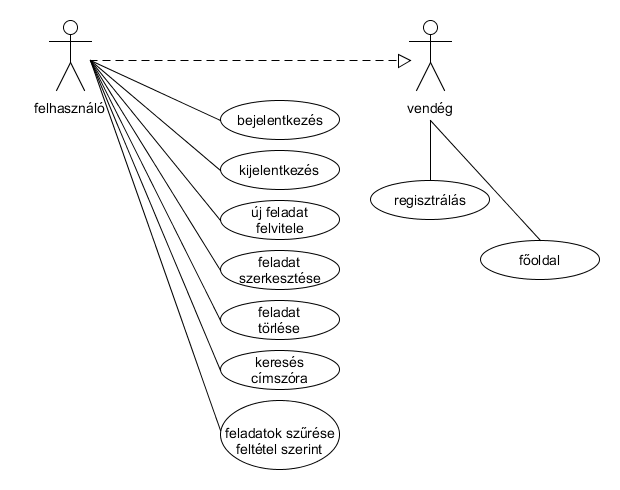 felhasználó
vendég
bejelentkezés
kijelentkezés
új feladat
felvitele
feladat
szerkesztése
feladat
törlése
keresés
címszóra
feladatok szűrése
feltétel szerint
regisztrálás
főoldal